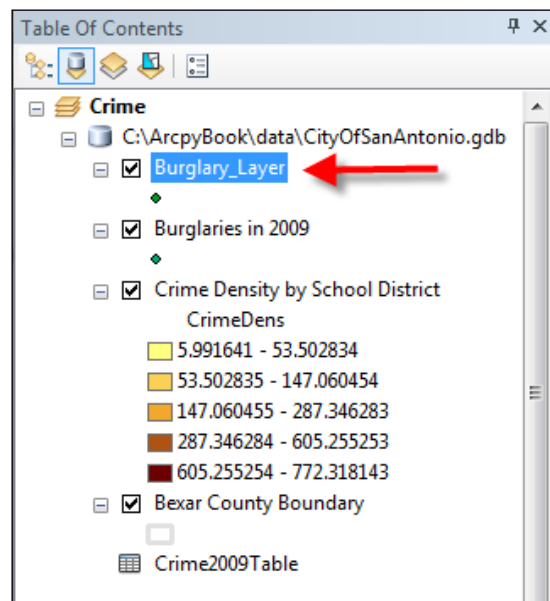 Table Of Contents
Crime
C:\ArcpyBook\data\CityOfSanAntonio.gdb
Burglary_Layer
Burglaries in 2009
Crime Density by School District
CrimeDens
5.991641 - 53.502834
53.502835 - 147.060454
147.060455 - 287.346283
287.346284 - 605.255253
605.255254 - 772.318143
Bexar County Boundary
Crime2009Table